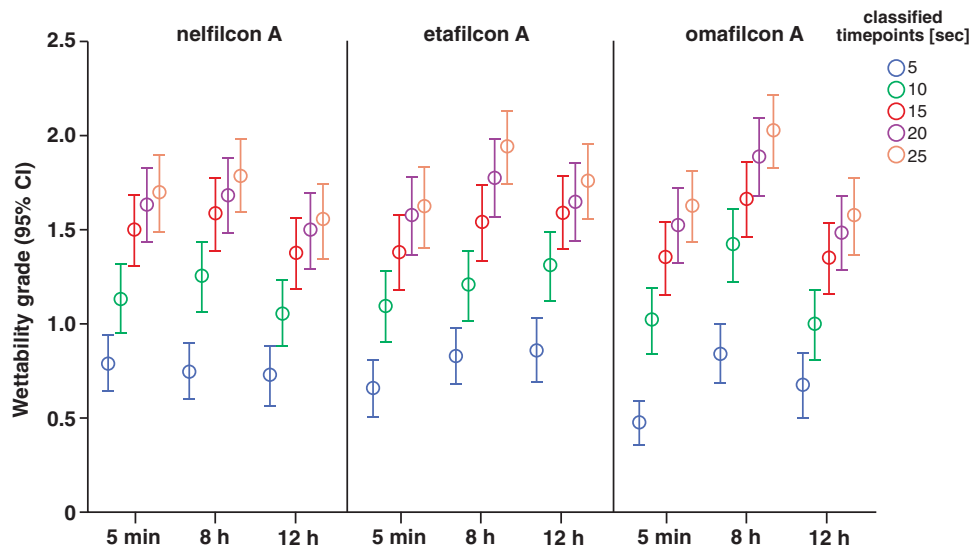 nelfilcon A
etafilcon A
omafilcon A
classified
timepoints [sec]
5
10
15
20
25
Wettability grade (95% CI)
2.5
2.0
1.5
1.0
0.5
0
5 min
8 h
12 h
5 min
8 h
12 h
5 min
8 h
12 h